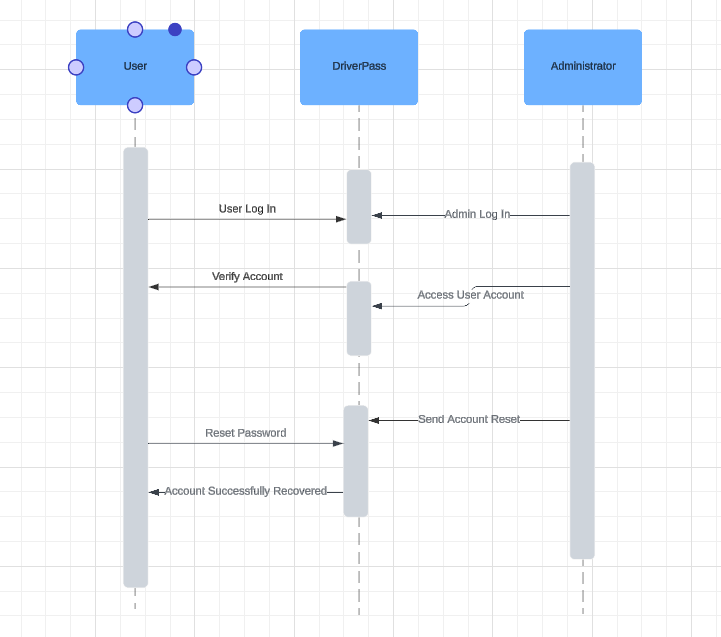 User
DriverPass
Administrator
User Log In
Admin Log In
Verify Account
Access User Account
Send Account Reset
Reset Password
Account Successfully Recovered